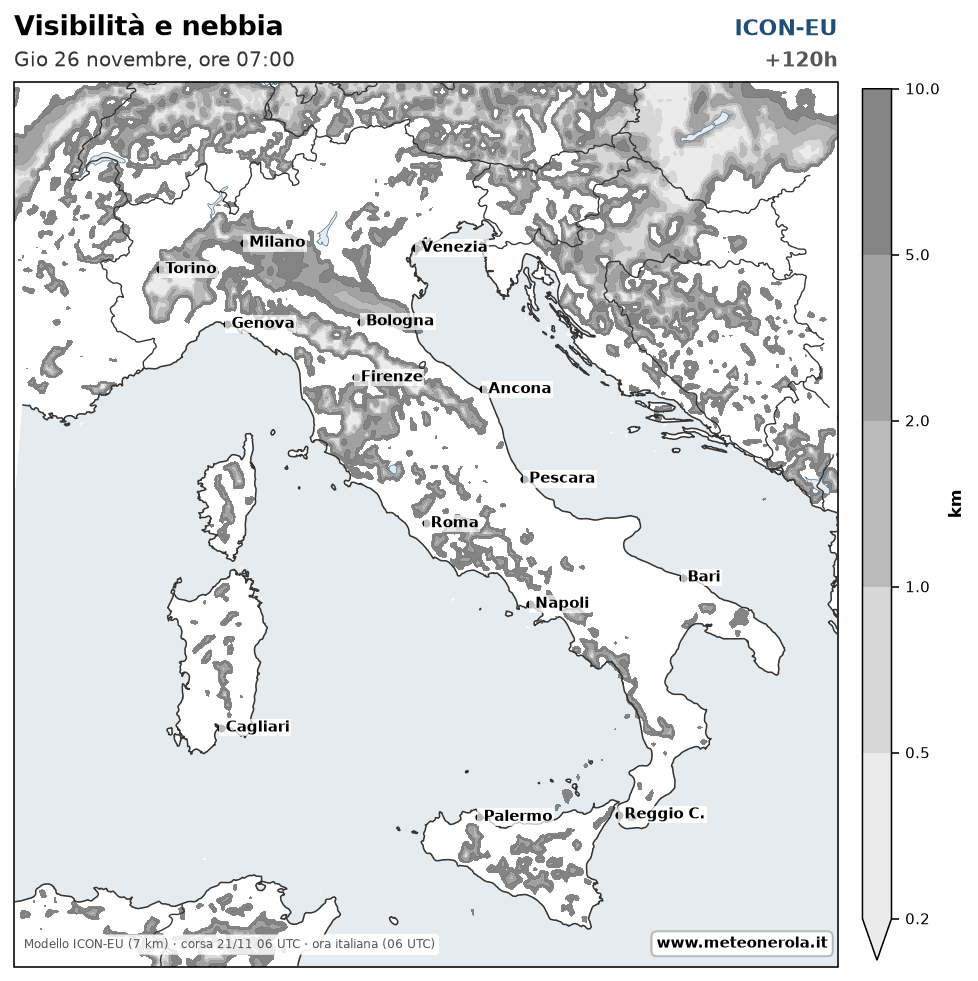 Visibilità e nebbia
ICON-EU
Gio 26 novembre, ore 07:00
+120h
10.0
5.0
2.0
1.0
0.5
0.2
km
Milano
Venezia
Torino
Genova
Bologna
Firenze
Ancona
Pescara
Roma
Bari
Napoli
Cagliari
Palermo
Reggio C.
Modello ICON-EU (7 km) · corsa 21/11 06 UTC · ora italiana (06 UTC)
www.meteonerola.it